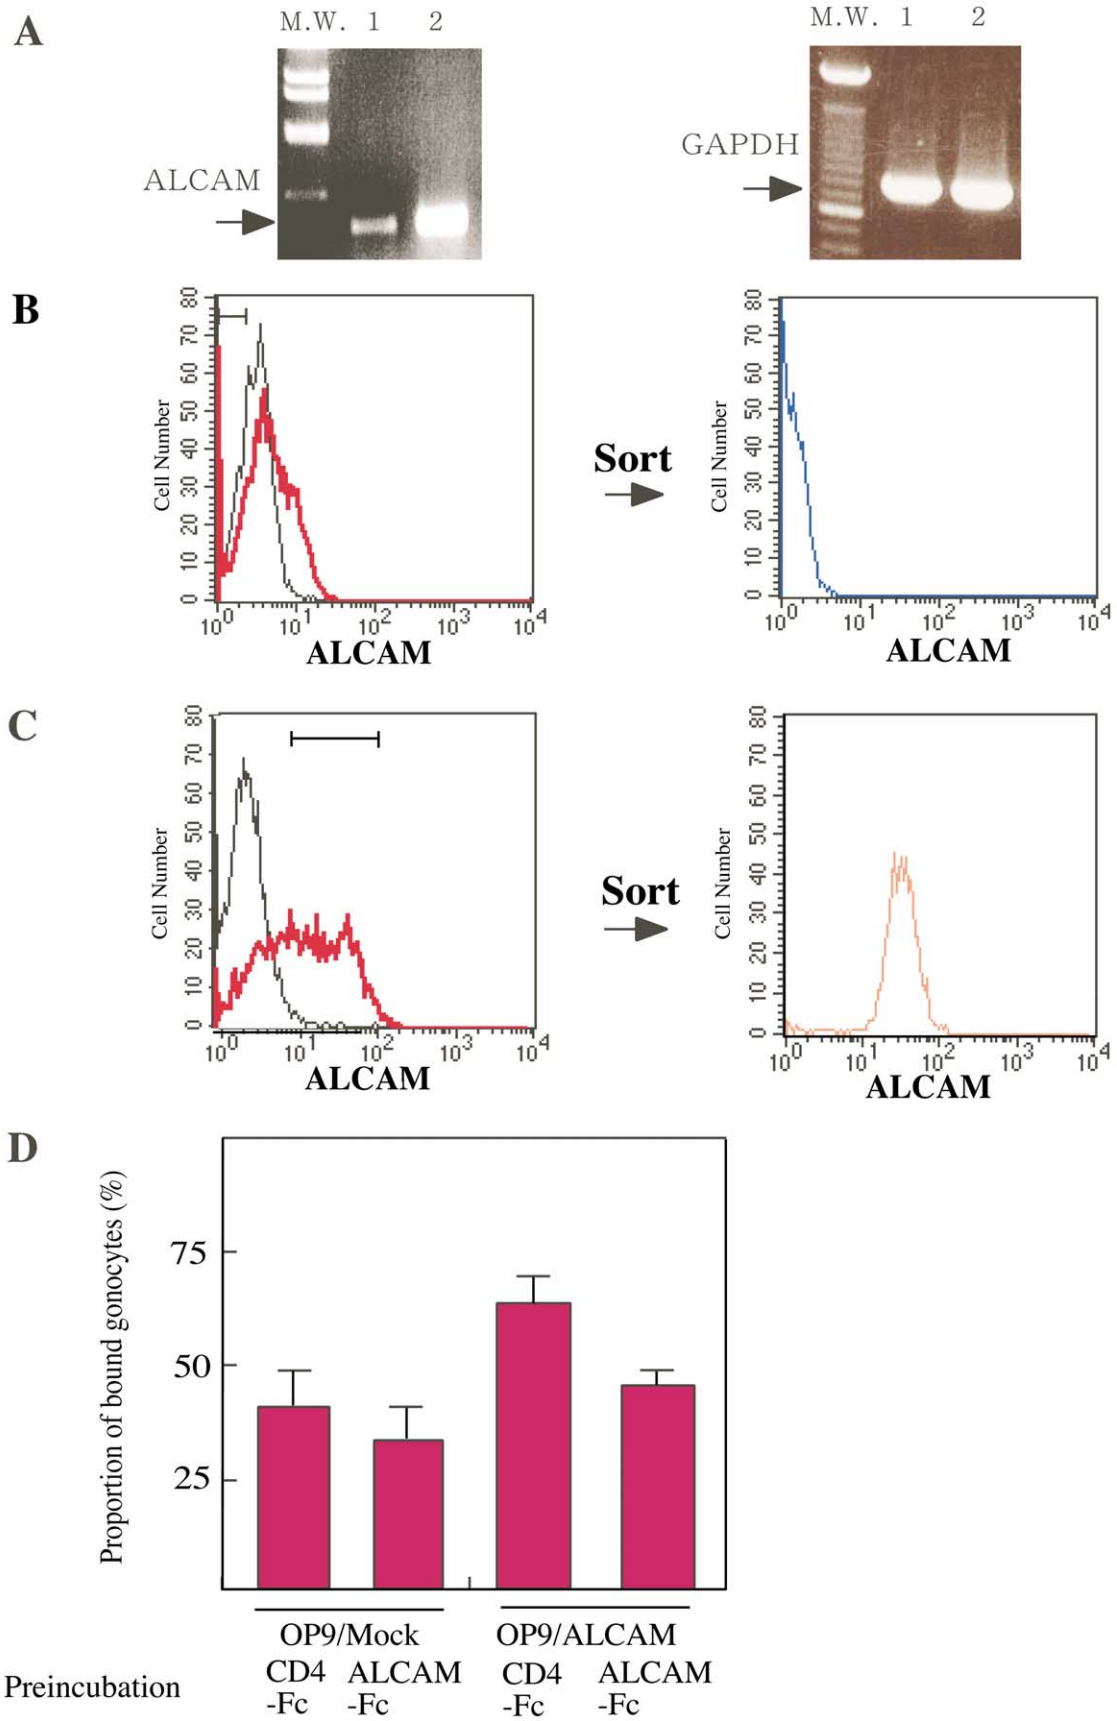 A
M.W. 1 2
M.W. 1 2
ALCAM
GAPDH
B
80
70
60
50
40
30
20
10
0
Cell Number
10^0 10^1 10^2 10^3 10^4
ALCAM
Sort
80
70
60
50
40
30
20
10
0
Cell Number
10^0 10^1 10^2 10^3 10^4
ALCAM
C
80
70
60
50
40
30
20
10
0
Cell Number
10^0 10^1 10^2 10^3 10^4
ALCAM
Sort
80
70
60
50
40
30
20
10
0
Cell Number
10^0 10^1 10^2 10^3 10^4
ALCAM
D
Proportion of bound gonocytes (%)
75
50
25
OP9/Mock OP9/ALCAM
CD4 ALCAM CD4 ALCAM
Preincubation
-Fc -Fc -Fc -Fc